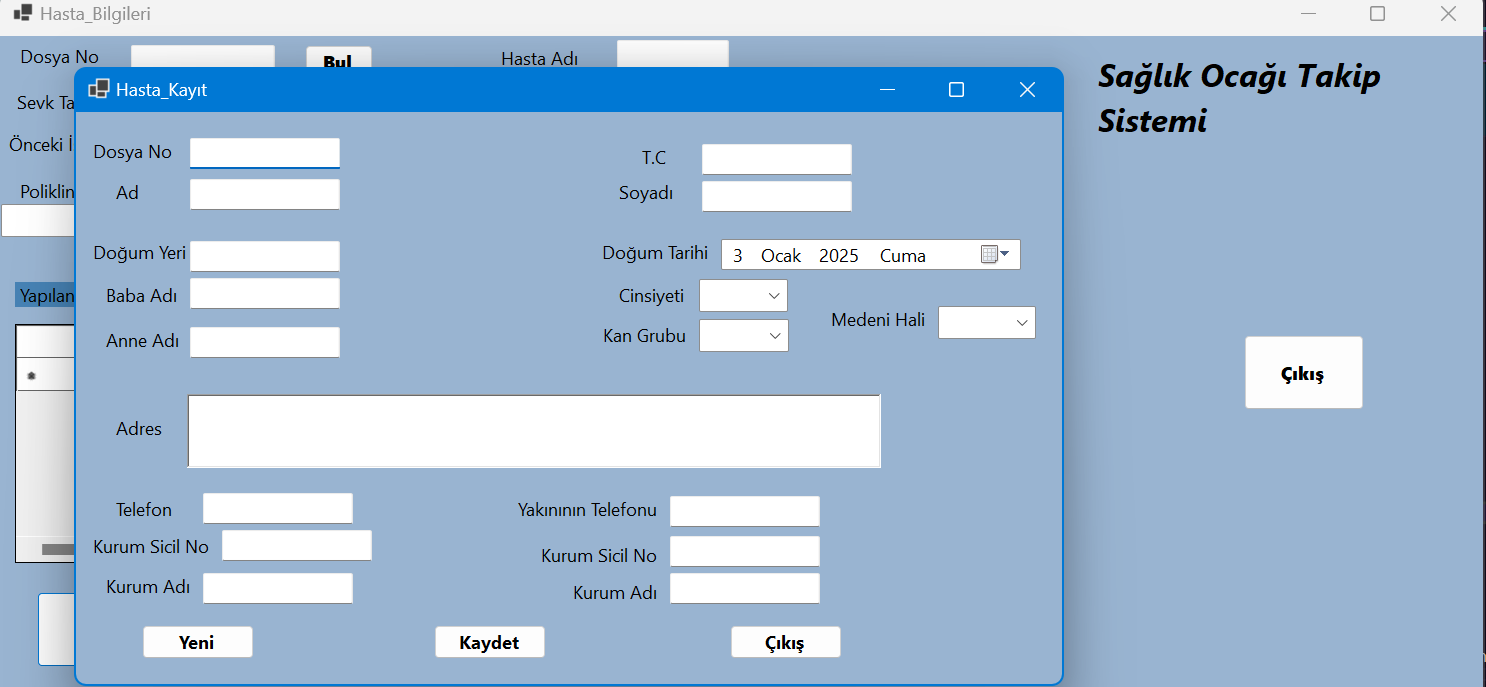 Hasta_Bilgileri
Dosya No
Bul
Hasta Adı
Sağlık Ocağı Takip
Sistemi
Sevk Ta
Önceki İ
Poliklin
Yapılan
Çıkış
Hasta_Kayıt
Dosya No
T.C
Ad
Soyadı
Doğum Yeri
Doğum Tarihi
3 Ocak 2025 Cuma
Baba Adı
Cinsiyeti
Medeni Hali
Anne Adı
Kan Grubu
Adres
Telefon
Yakınının Telefonu
Kurum Sicil No
Kurum Sicil No
Kurum Adı
Kurum Adı
Yeni
Kaydet
Çıkış